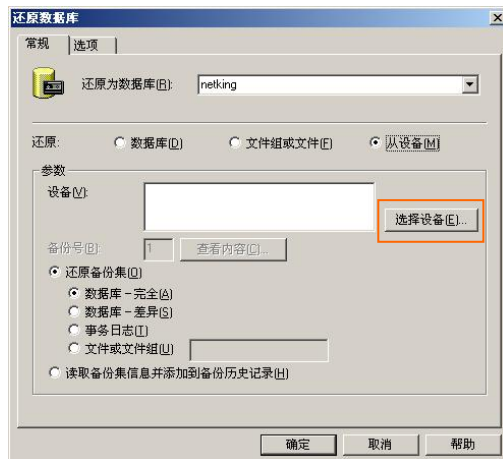 还原数据库
常规 选项
还原为数据库(R): netking
还原: 数据库(D) 文件组或文件(F) 从设备(M)
参数
设备(V):
选择设备(E)...
备份号(B): 1 查看内容(C)...
还原备份集(O)
数据库－完全(A)
数据库－差异(S)
事务日志(T)
文件或文件组(U)
读取备份集信息并添加到备份历史记录(H)
确定 取消 帮助